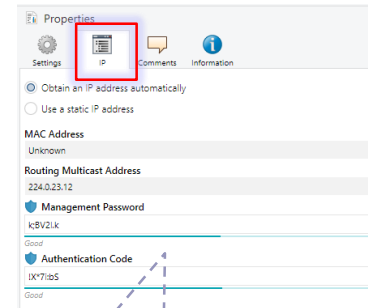 Properties
Settings IP Comments Information
Obtain an IP address automatically
Use a static IP address
MAC Address
Unknown
Routing Multicast Address
224.0.23.12
Management Password
Good
Authentication Code
Good